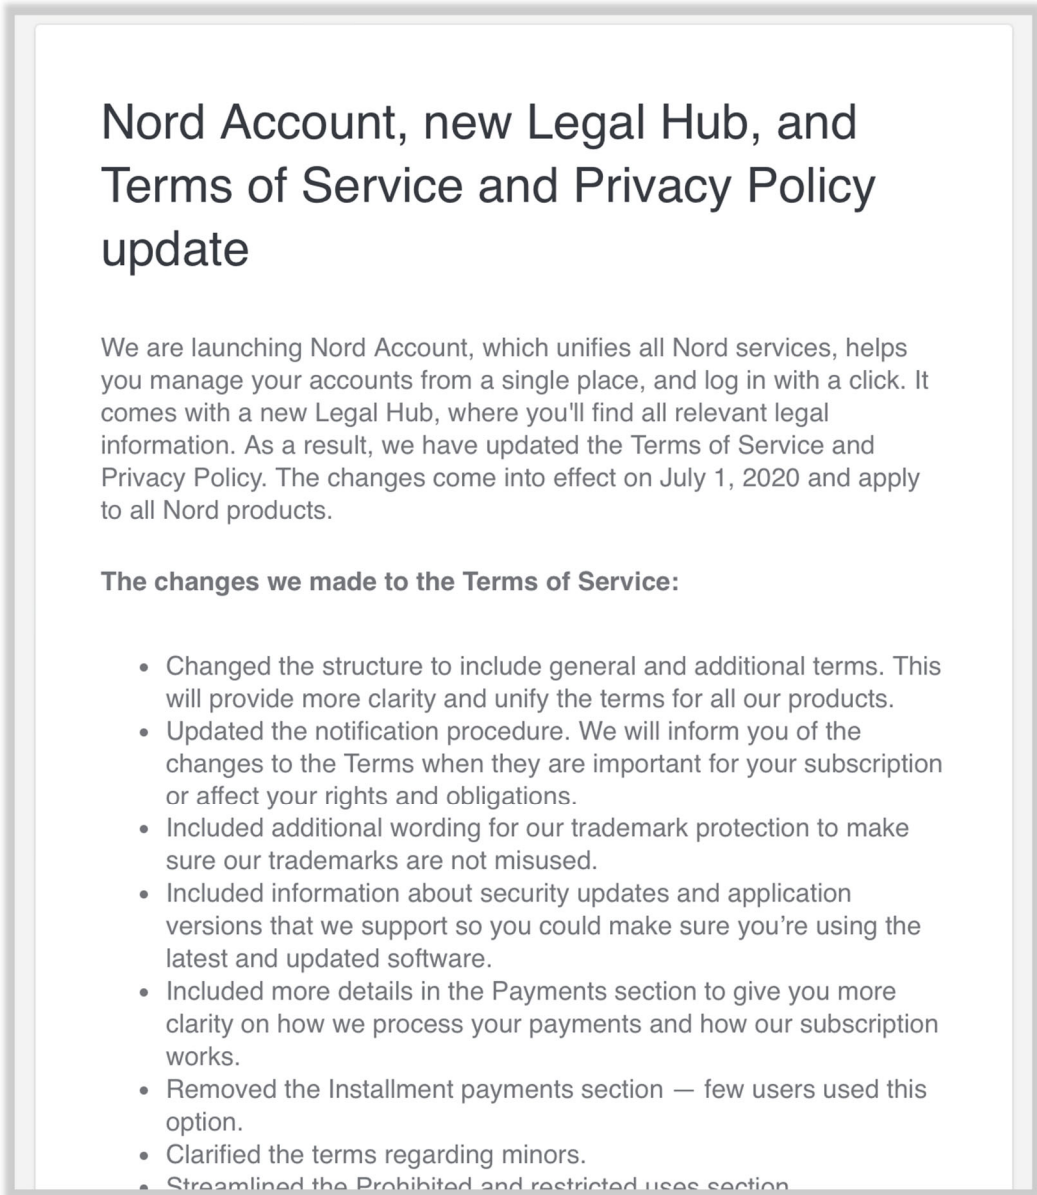 Nord Account, new Legal Hub, and
Terms of Service and Privacy Policy
update
We are launching Nord Account, which unifies all Nord services, helps
you manage your accounts from a single place, and log in with a click. It
comes with a new Legal Hub, where you'll find all relevant legal
information. As a result, we have updated the Terms of Service and
Privacy Policy. The changes come into effect on July 1, 2020 and apply
to all Nord products.
The changes we made to the Terms of Service:
• Changed the structure to include general and additional terms. This
will provide more clarity and unify the terms for all our products.
• Updated the notification procedure. We will inform you of the
changes to the Terms when they are important for your subscription
or affect your rights and obligations.
• Included additional wording for our trademark protection to make
sure our trademarks are not misused.
• Included information about security updates and application
versions that we support so you could make sure you’re using the
latest and updated software.
• Included more details in the Payments section to give you more
clarity on how we process your payments and how our subscription
works.
• Removed the Installment payments section — few users used this
option.
• Clarified the terms regarding minors.
• Streamlined the Prohibited and restricted uses section